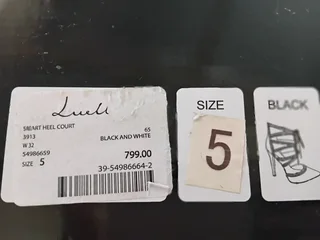 Luell
SMART HEEL COURT
3913 65
W 32 BLACK AND WHITE
54986659
SIZE 5 799.00
39-54986664-2
SIZE
5
BLACK